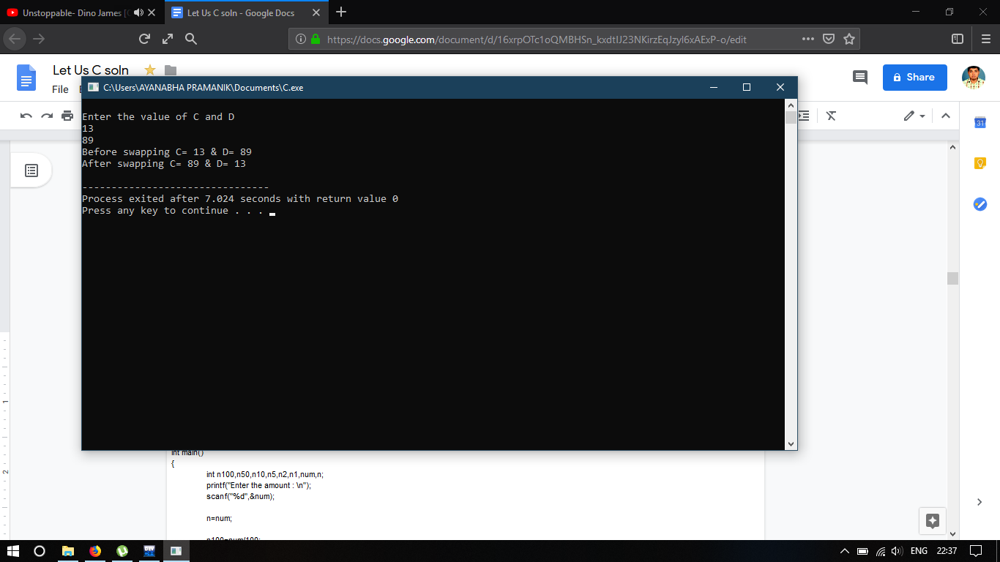 Unstoppable- Dino James [
Let Us C soln - Google Docs
https://docs.google.com/document/d/16xrpOTc1oQMBHSn_kxdtIJ23NKirzEqJzyl6xAExP-o/edit
Let Us C soln
File
Share
C:\Users\AYANABHA PRAMANIK\Documents\C.exe
31
Enter the value of C and D
13
89
Before swapping C= 13 & D= 89
After swapping C= 89 & D= 13
--------------------------------
Process exited after 7.024 seconds with return value 0
Press any key to continue . . .
1
2
int main()
{
int n100,n50,n10,n5,n2,n1,num,n;
printf("Enter the amount : \n");
scanf("%d",&num);
n=num;
n100=num/100;
DEV
ENG
22:37